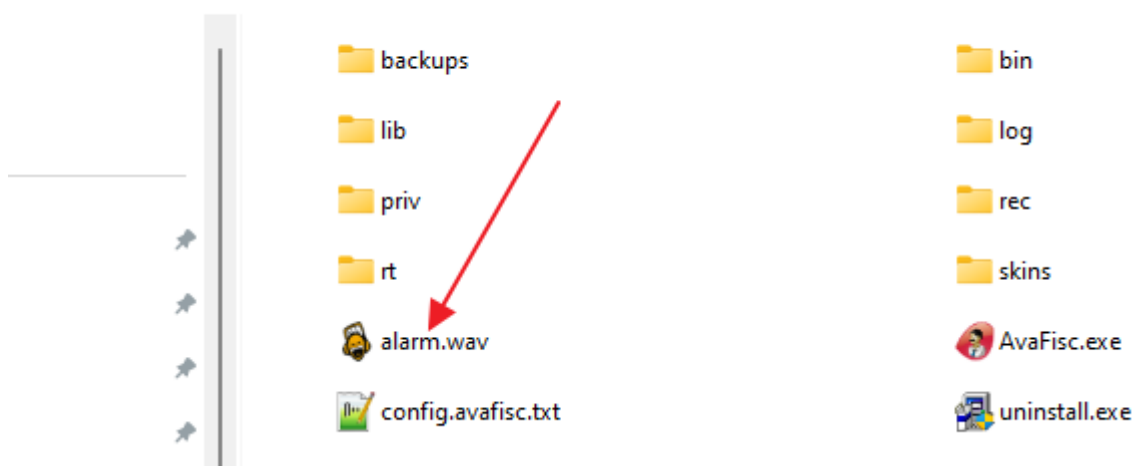 backups
bin
lib
log
priv
rec
rt
skins
alarm.wav
AvaFisc.exe
config.avafisc.txt
uninstall.exe